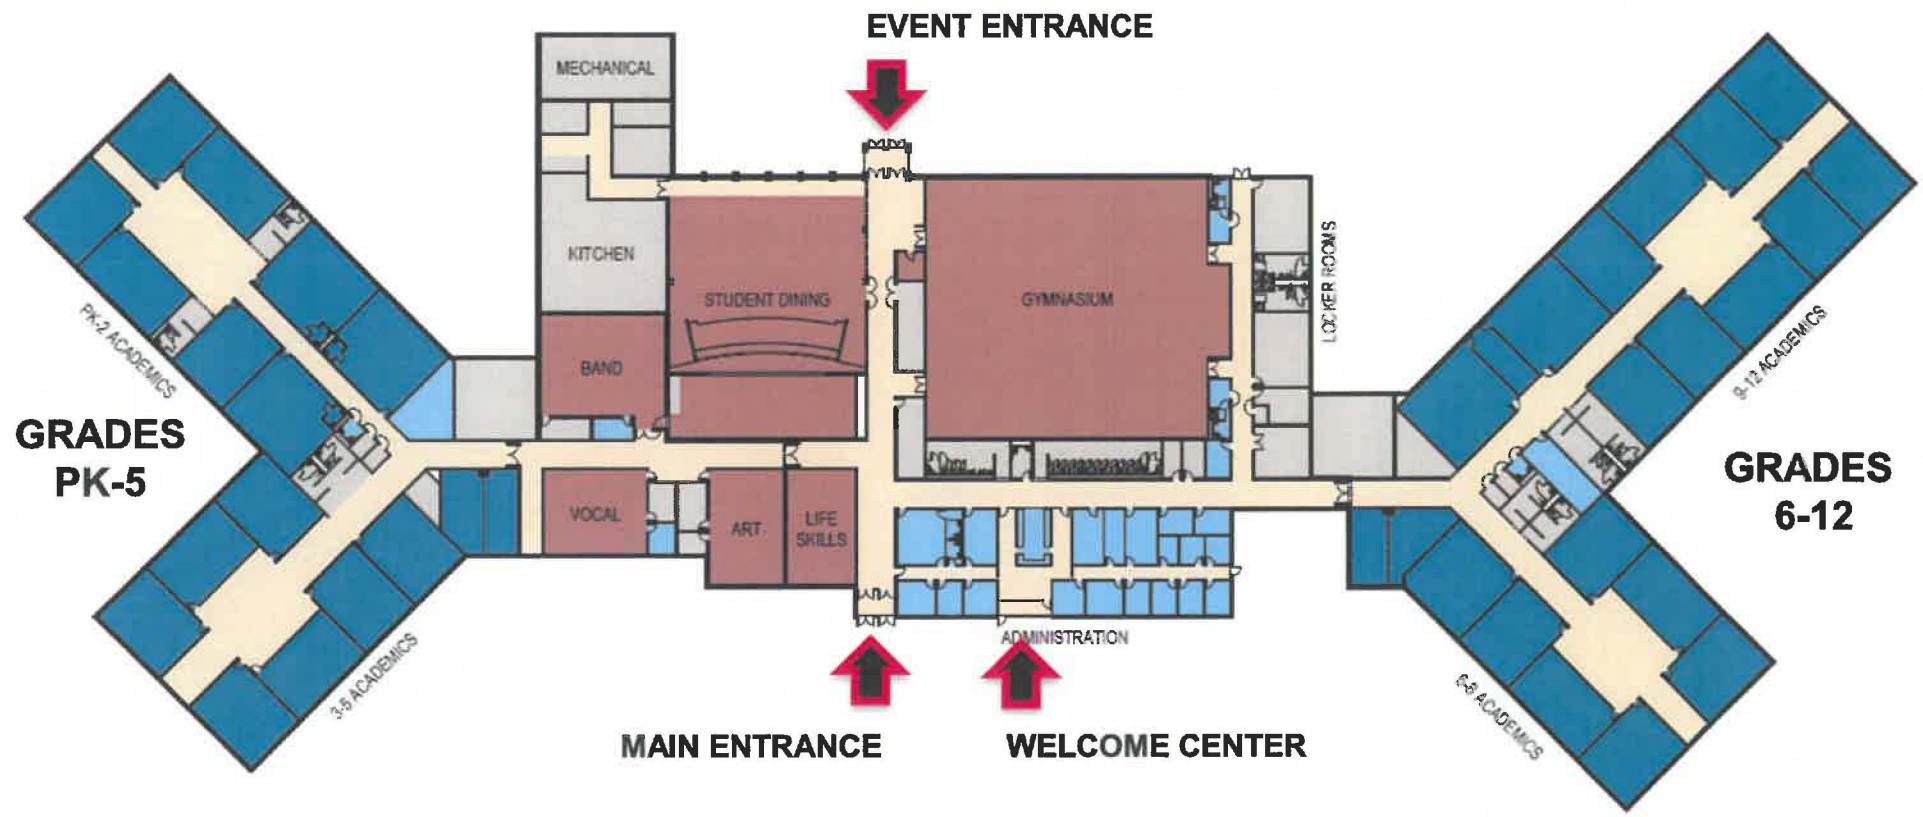 EVENT ENTRANCE
MECHANICAL
KITCHEN
STUDENT DINING
GYMNASIUM
LOCKER ROOMS
BAND
PK-2 ACADEMICS
9-12 ACADEMICS
GRADES
PK-5
GRADES
6-12
VOCAL
ART
LIFE
SKILLS
3-5 ACADEMICS
ADMINISTRATION
6-8 ACADEMICS
MAIN ENTRANCE
WELCOME CENTER